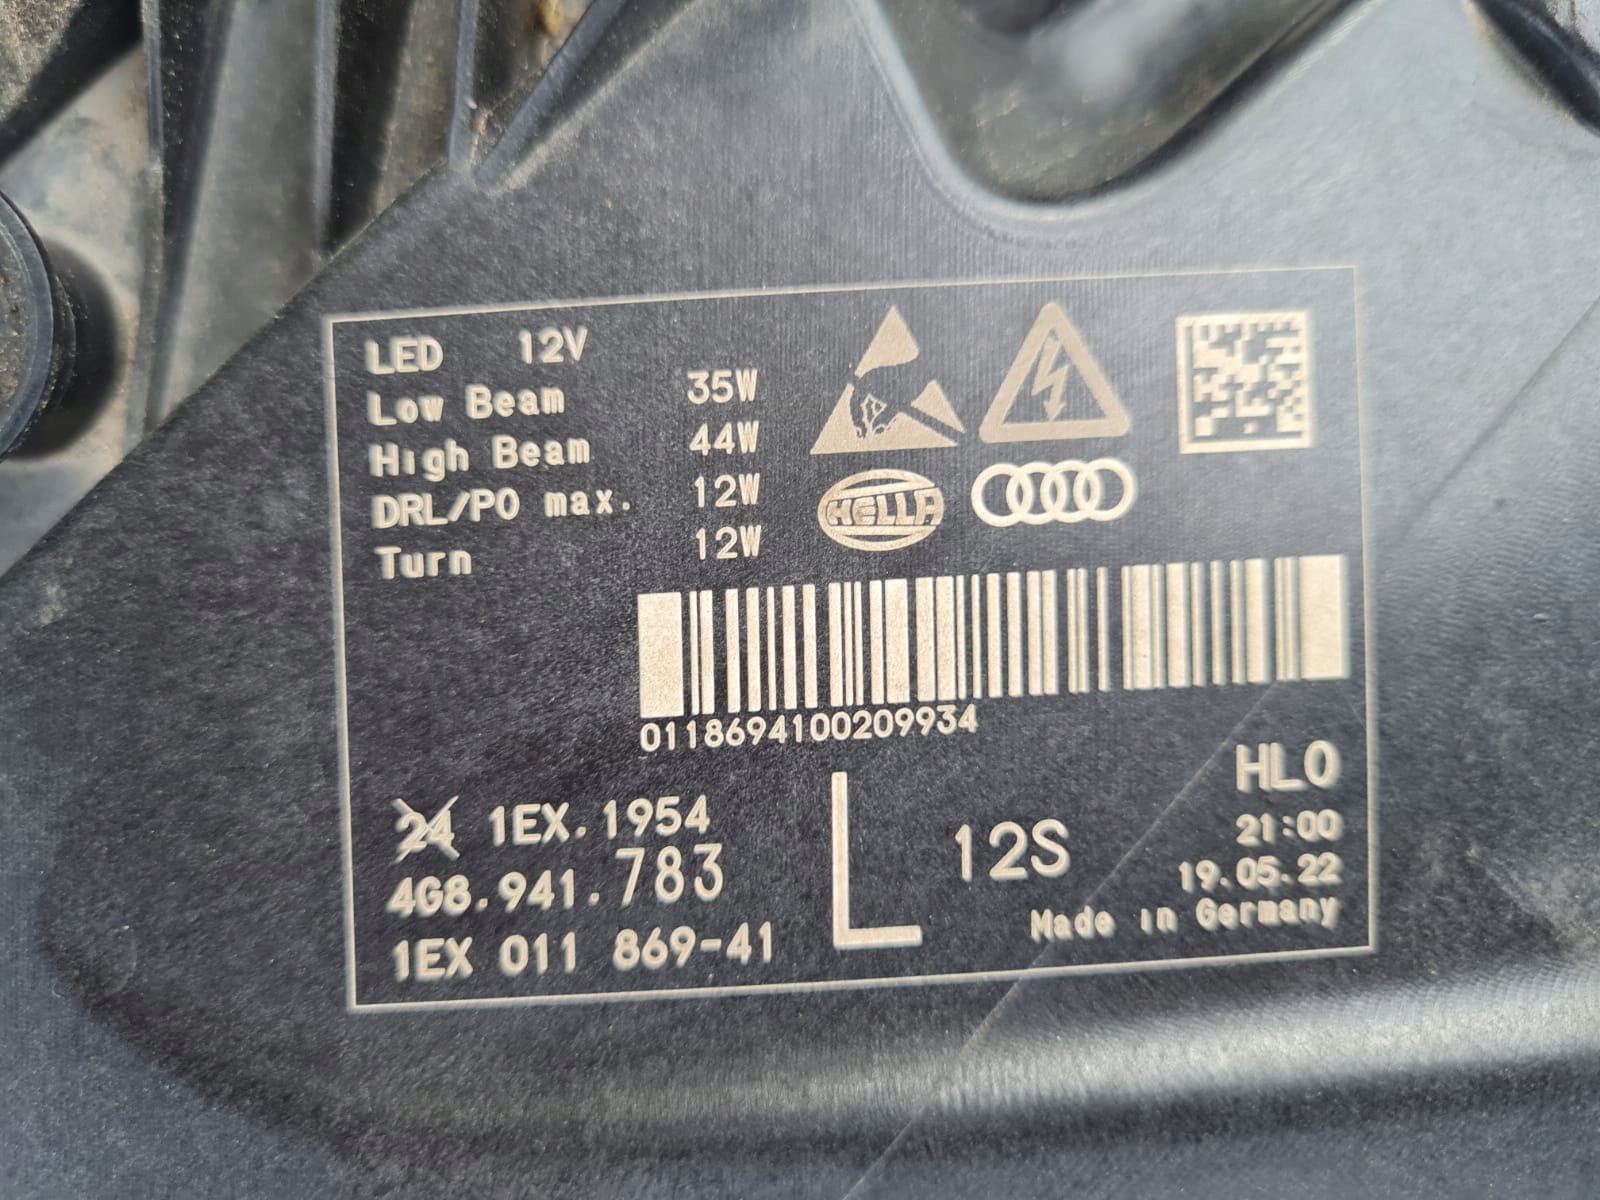 LED 12V
Low Beam 35W
High Beam 44W
DRL/PO max. 12W
Turn 12W
HELLA
0118694100209934
24 1EX.1954
4G8.941.783
1EX 011 869-41
L
12S
HL0
21:00
19.05.22
Made in Germany